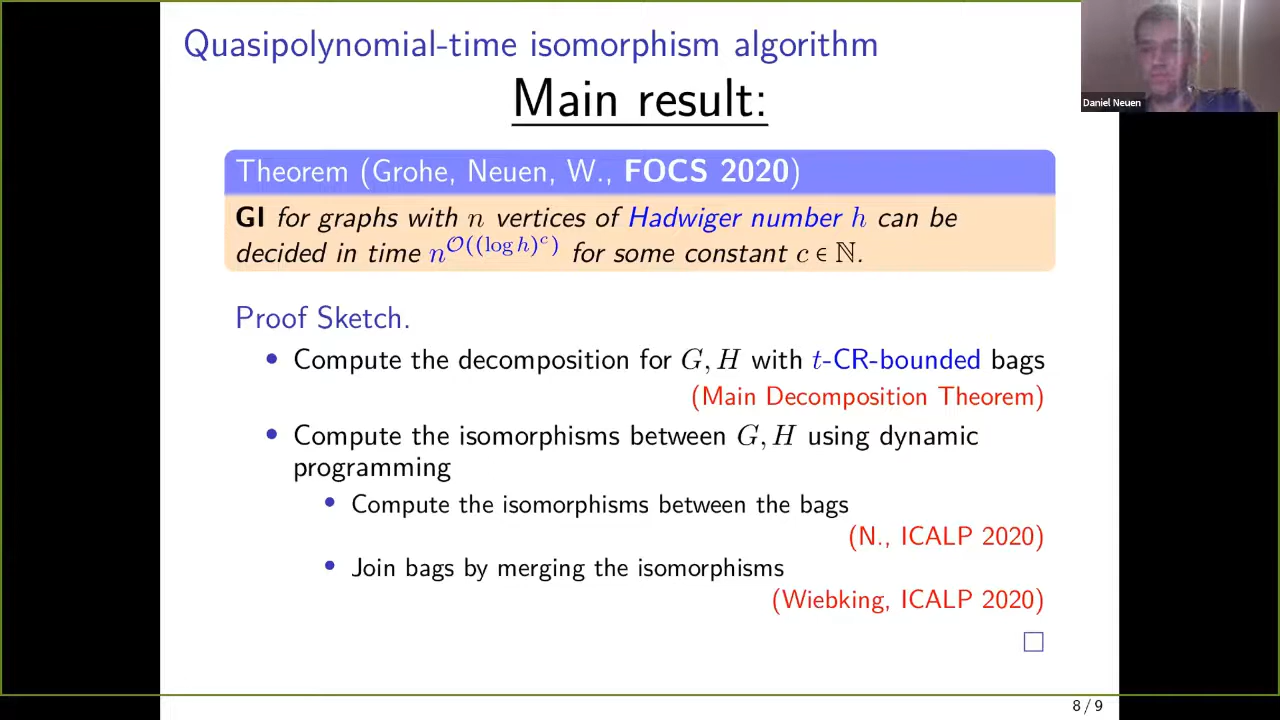 Quasipolynomial-time isomorphism algorithm
Main result:
Daniel Neuen
Theorem (Grohe, Neuen, W., FOCS 2020)
GI for graphs with n vertices of Hadwiger number h can be
decided in time n^{𝒪((log h)^c)} for some constant c ∈ ℕ.
Proof Sketch.
• Compute the decomposition for G, H with t-CR-bounded bags
(Main Decomposition Theorem)
• Compute the isomorphisms between G, H using dynamic
programming
• Compute the isomorphisms between the bags
(N., ICALP 2020)
• Join bags by merging the isomorphisms
(Wiebking, ICALP 2020)
□
8 / 9